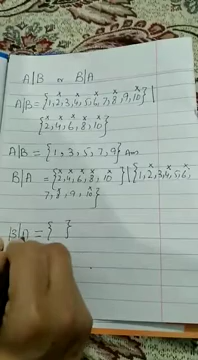 A|B or B|A
A|B = {1,2,3,4,5,6,7,8,9,10} |
{2,4,6,8,10}
A|B = {1,3,5,7,9} Ans
B|A = {2,4,6,8,10} | {1,2,3,4,5,6,
7,8,9,10}
B|A = { }